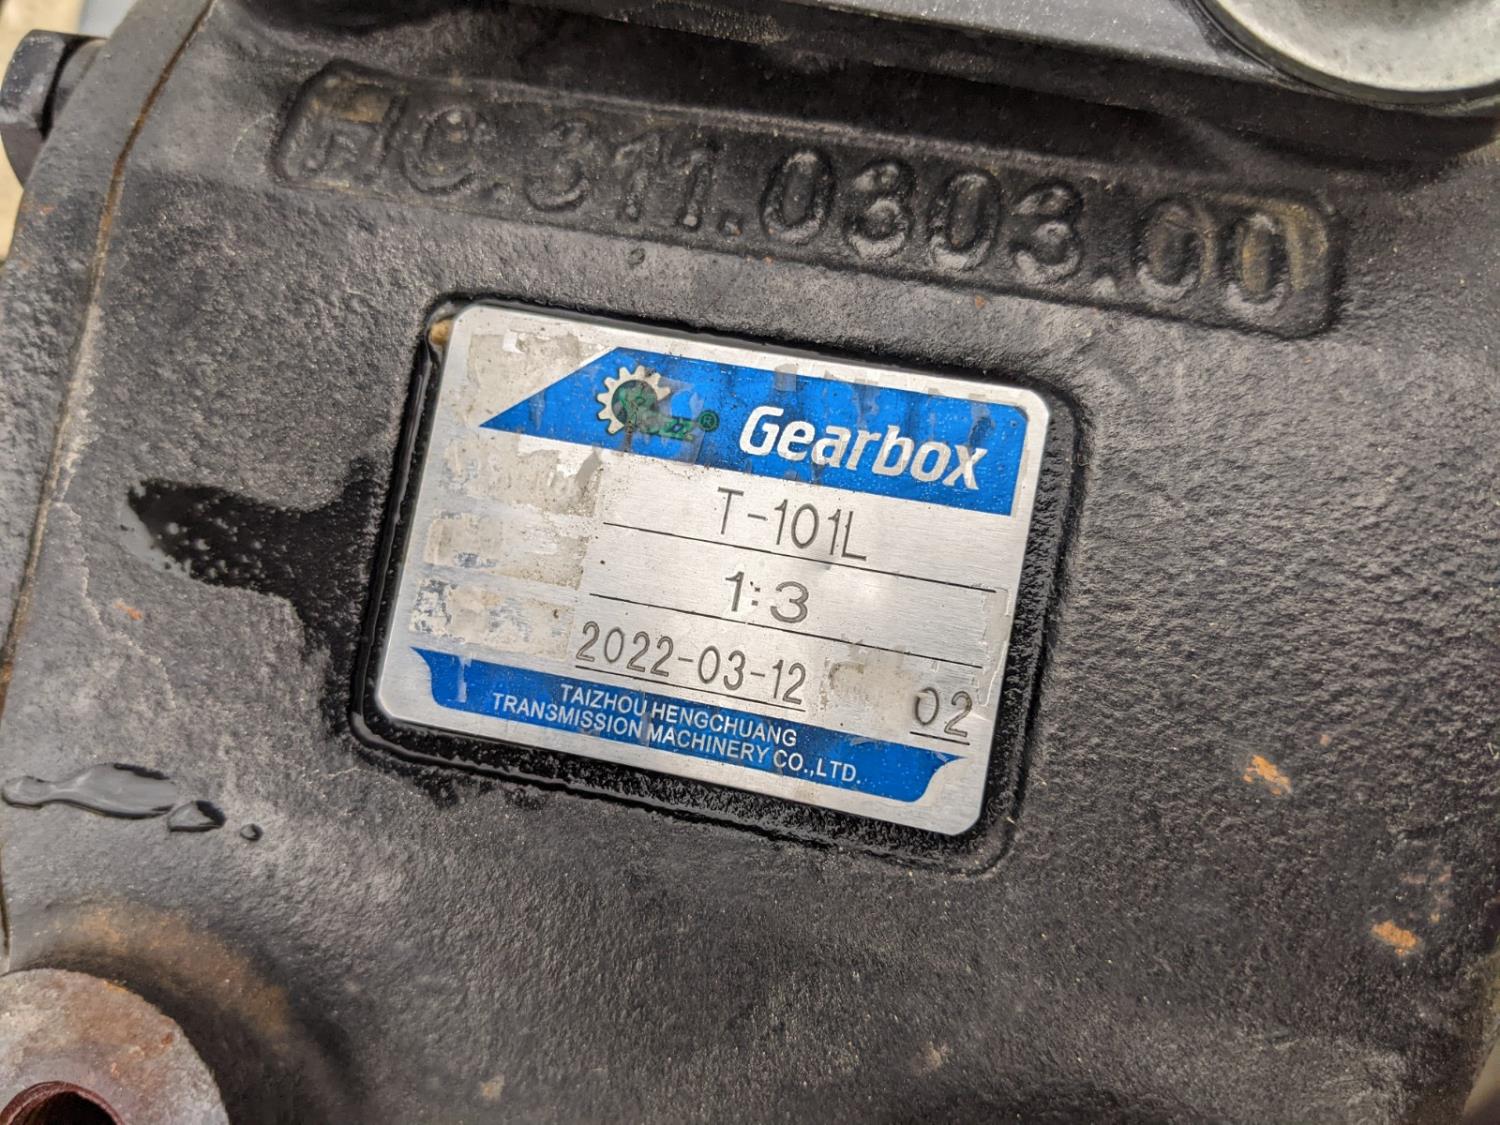 HC.311.0303.00
Gearbox
T-101L
1:3
2022-03-12 02
TAIZHOU HENGCHUANG
TRANSMISSION MACHINERY CO.,LTD.